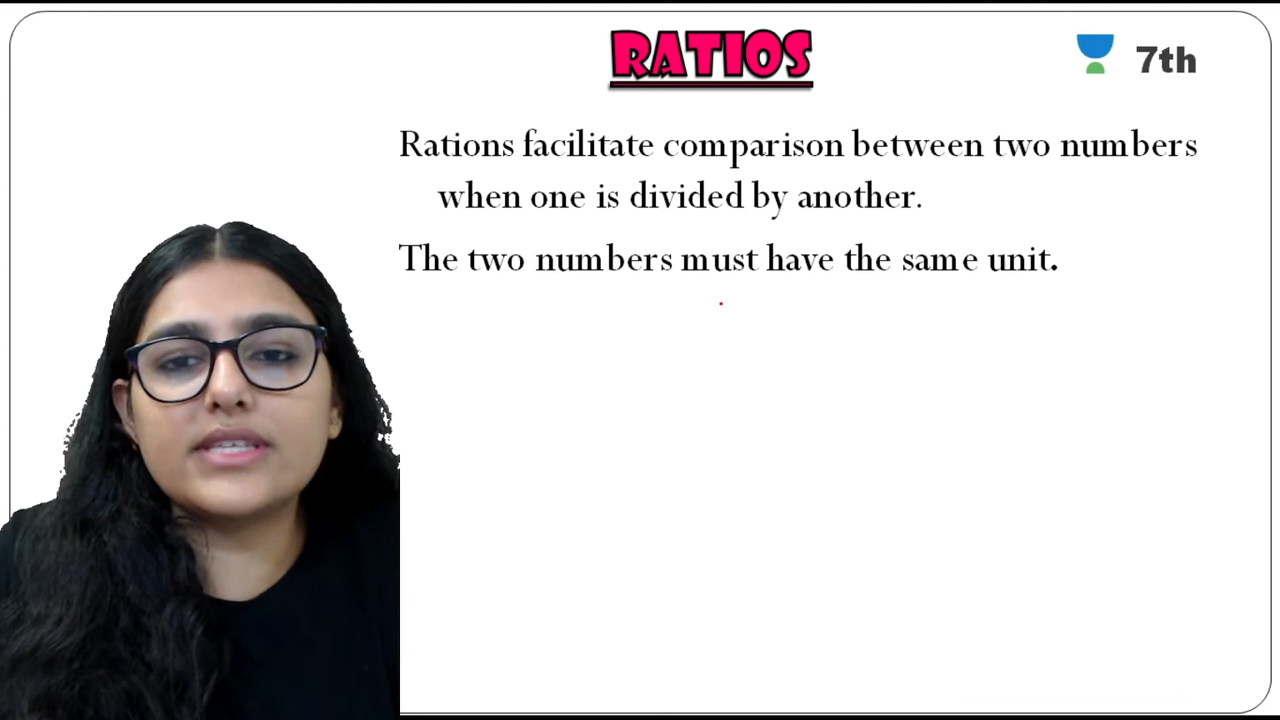 RATIOS
7th
Rations facilitate comparison between two numbers
when one is divided by another.
The two numbers must have the same unit.